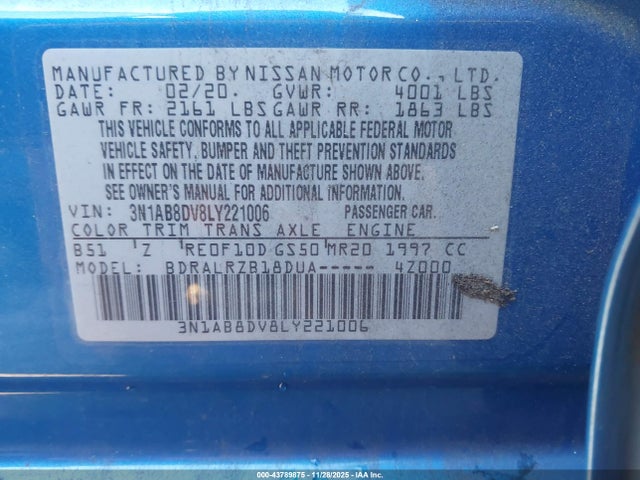 MANUFACTURED BY NISSAN MOTOR CO., LTD.
DATE: 02/20. GVWR: 4001 LBS
GAWR FR: 2161 LBS GAWR RR: 1863 LBS
THIS VEHICLE CONFORMS TO ALL APPLICABLE FEDERAL MOTOR
VEHICLE SAFETY, BUMPER AND THEFT PREVENTION STANDARDS
IN EFFECT ON THE DATE OF MANUFACTURE SHOWN ABOVE.
SEE OWNER'S MANUAL FOR ADDITIONAL INFORMATION.
VIN: 3N1AB8DV8LY221006 PASSENGER CAR.
COLOR TRIM TRANS AXLE ENGINE
B51 'Z 'RE0F10D GS50 'MR20 1997 CC
MODEL: BDRALRZB18DUA----- 4Z000
3N1AB8DV8LY221006
000-43789875 | 11/28/2025 - IAAI.COM